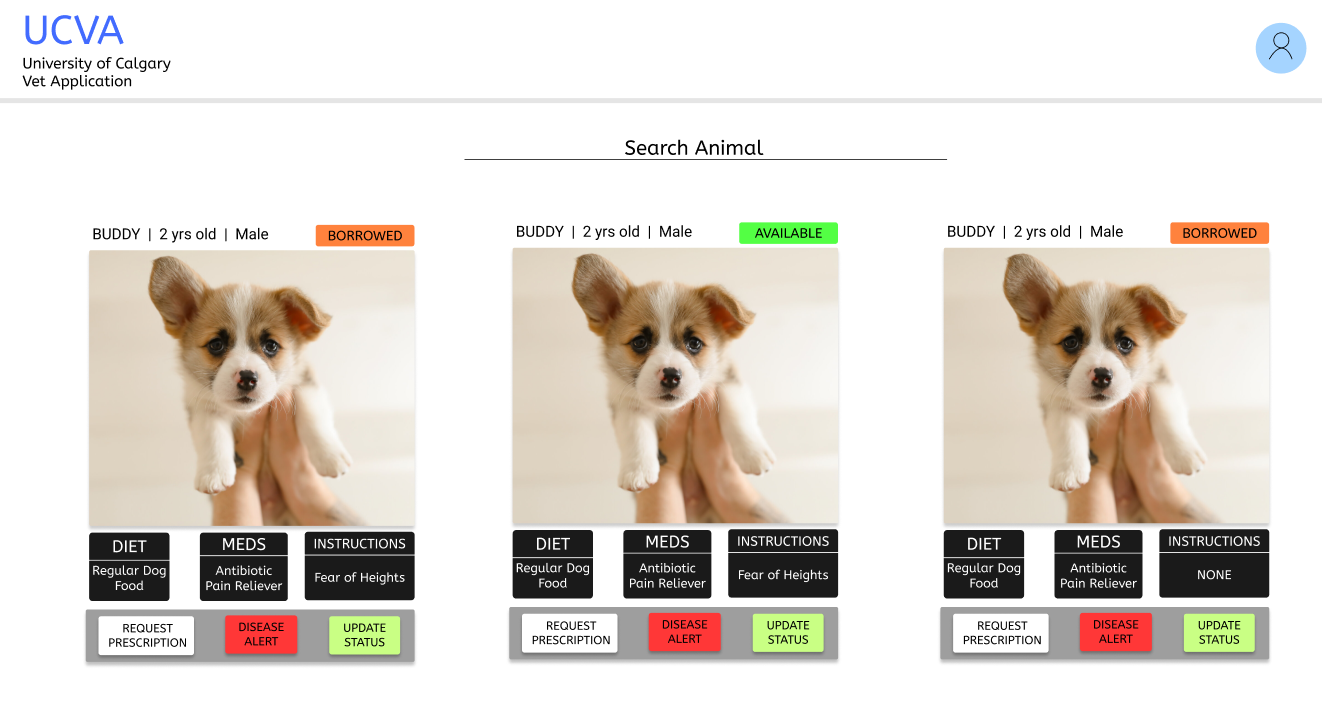 UCVA
University of Calgary
Vet Application
Search Animal
BUDDY | 2 yrs old | Male
BORROWED
DIET
Regular Dog
Food
MEDS
Antibiotic
Pain Reliever
INSTRUCTIONS
Fear of Heights
REQUEST
PRESCRIPTION
DISEASE
ALERT
UPDATE
STATUS
BUDDY | 2 yrs old | Male
AVAILABLE
DIET
Regular Dog
Food
MEDS
Antibiotic
Pain Reliever
INSTRUCTIONS
Fear of Heights
REQUEST
PRESCRIPTION
DISEASE
ALERT
UPDATE
STATUS
BUDDY | 2 yrs old | Male
BORROWED
DIET
Regular Dog
Food
MEDS
Antibiotic
Pain Reliever
INSTRUCTIONS
NONE
REQUEST
PRESCRIPTION
DISEASE
ALERT
UPDATE
STATUS